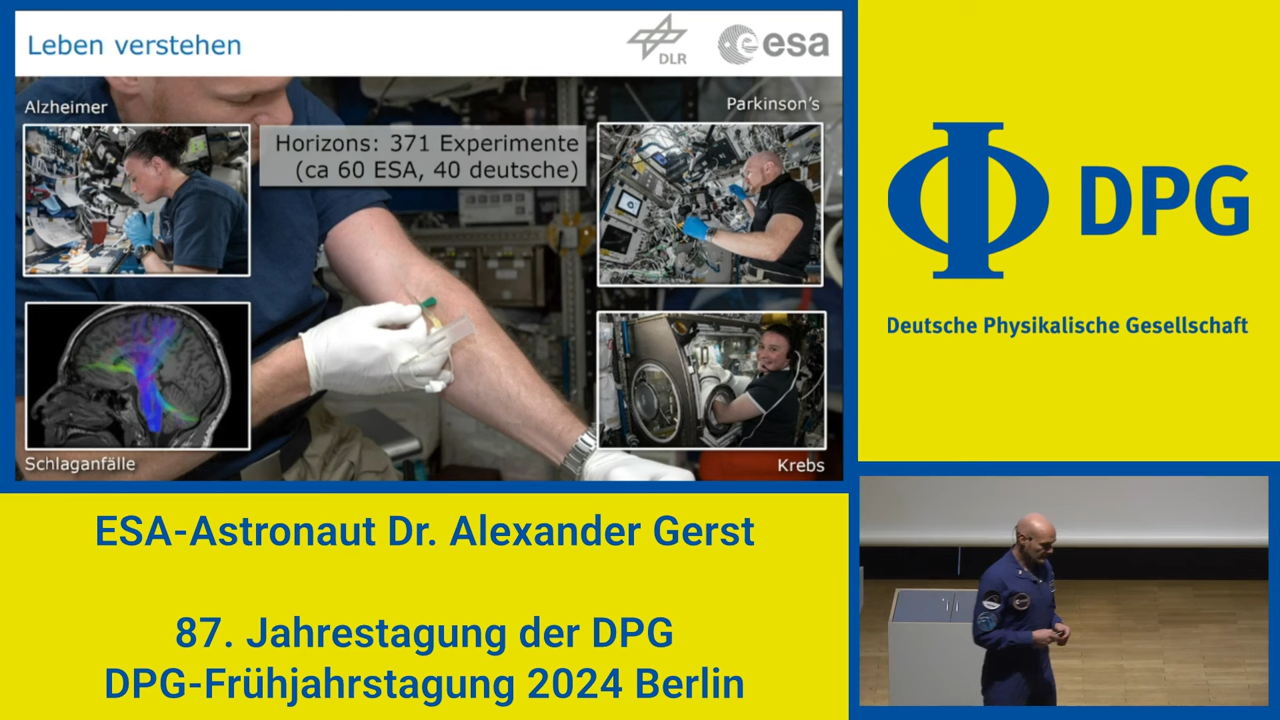 Leben verstehen
DLR
esa
Alzheimer
Parkinson's
Horizons: 371 Experimente
(ca 60 ESA, 40 deutsche)
Schlaganfälle
Krebs
DPG
Deutsche Physikalische Gesellschaft
ESA-Astronaut Dr. Alexander Gerst
87. Jahrestagung der DPG
DPG-Frühjahrstagung 2024 Berlin